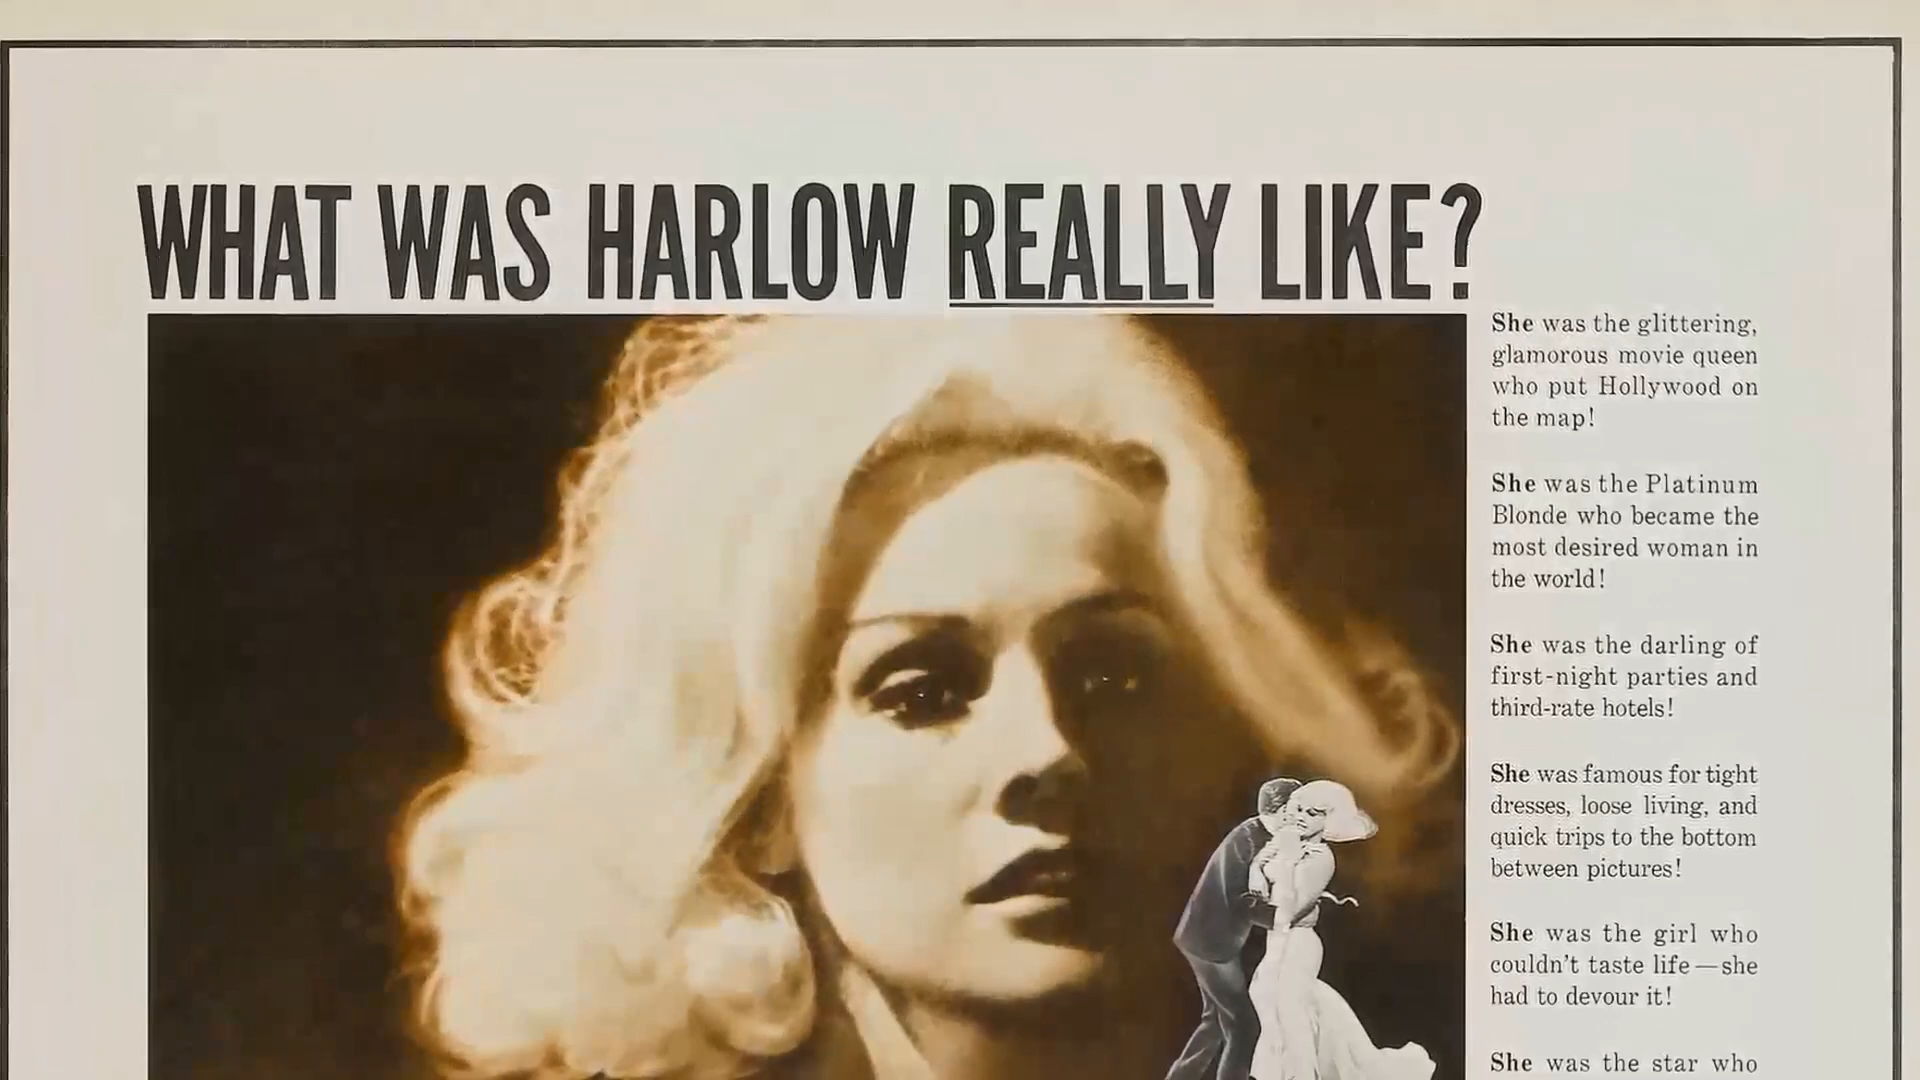 WHAT WAS HARLOW REALLY LIKE?
She was the glittering,
glamorous movie queen
who put Hollywood on
the map!
She was the Platinum
Blonde who became the
most desired woman in
the world!
She was the darling of
first-night parties and
third-rate hotels!
She was famous for tight
dresses, loose living, and
quick trips to the bottom
between pictures!
She was the girl who
couldn't taste life—she
had to devour it!
She was the star who